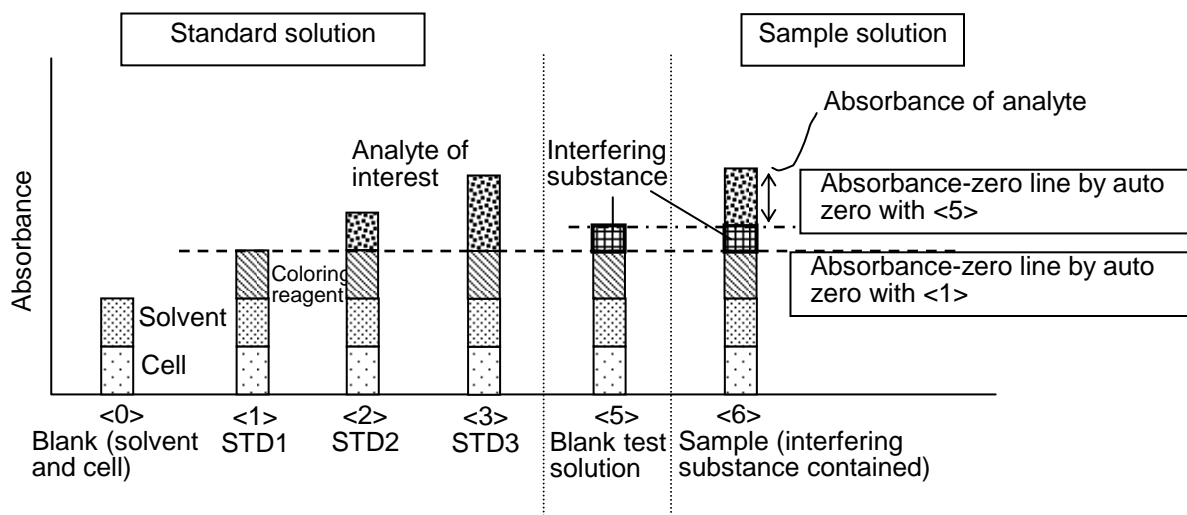 Standard solution
Sample solution
Absorbance of analyte
Analyte of
interest
Interfering
substance
Absorbance-zero line by auto
zero with <5>
Absorbance
Coloring
reagent
Absorbance-zero line by auto
zero with <1>
Solvent
Cell
<0>
Blank (solvent
and cell)
<1>
STD1
<2>
STD2
<3>
STD3
<5>
Blank test
solution
<6>
Sample (interfering
substance contained)